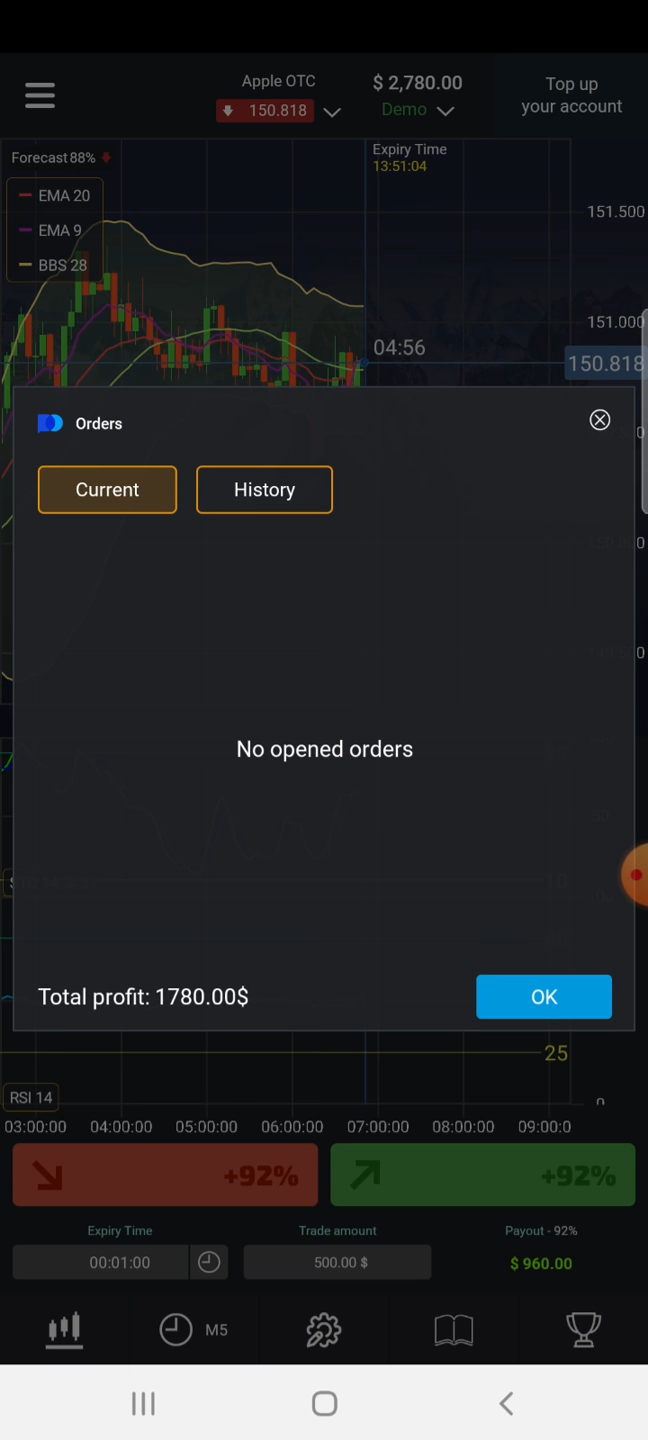 Apple OTC
150.818
$ 2,780.00
Demo
Top up
your account
Forecast 88%
Expiry Time
13:51:04
EMA 20
EMA 9
BBS 28
151.500
151.000
04:56
150.818
Orders
Current
History
No opened orders
Total profit: 1780.00$
OK
25
RSI 14
0
03:00:00 04:00:00 05:00:00 06:00:00 07:00:00 08:00:00 09:00:0
+92%
+92%
Expiry Time
Trade amount
Payout - 92%
00:01:00
500.00 $
$ 960.00
M5